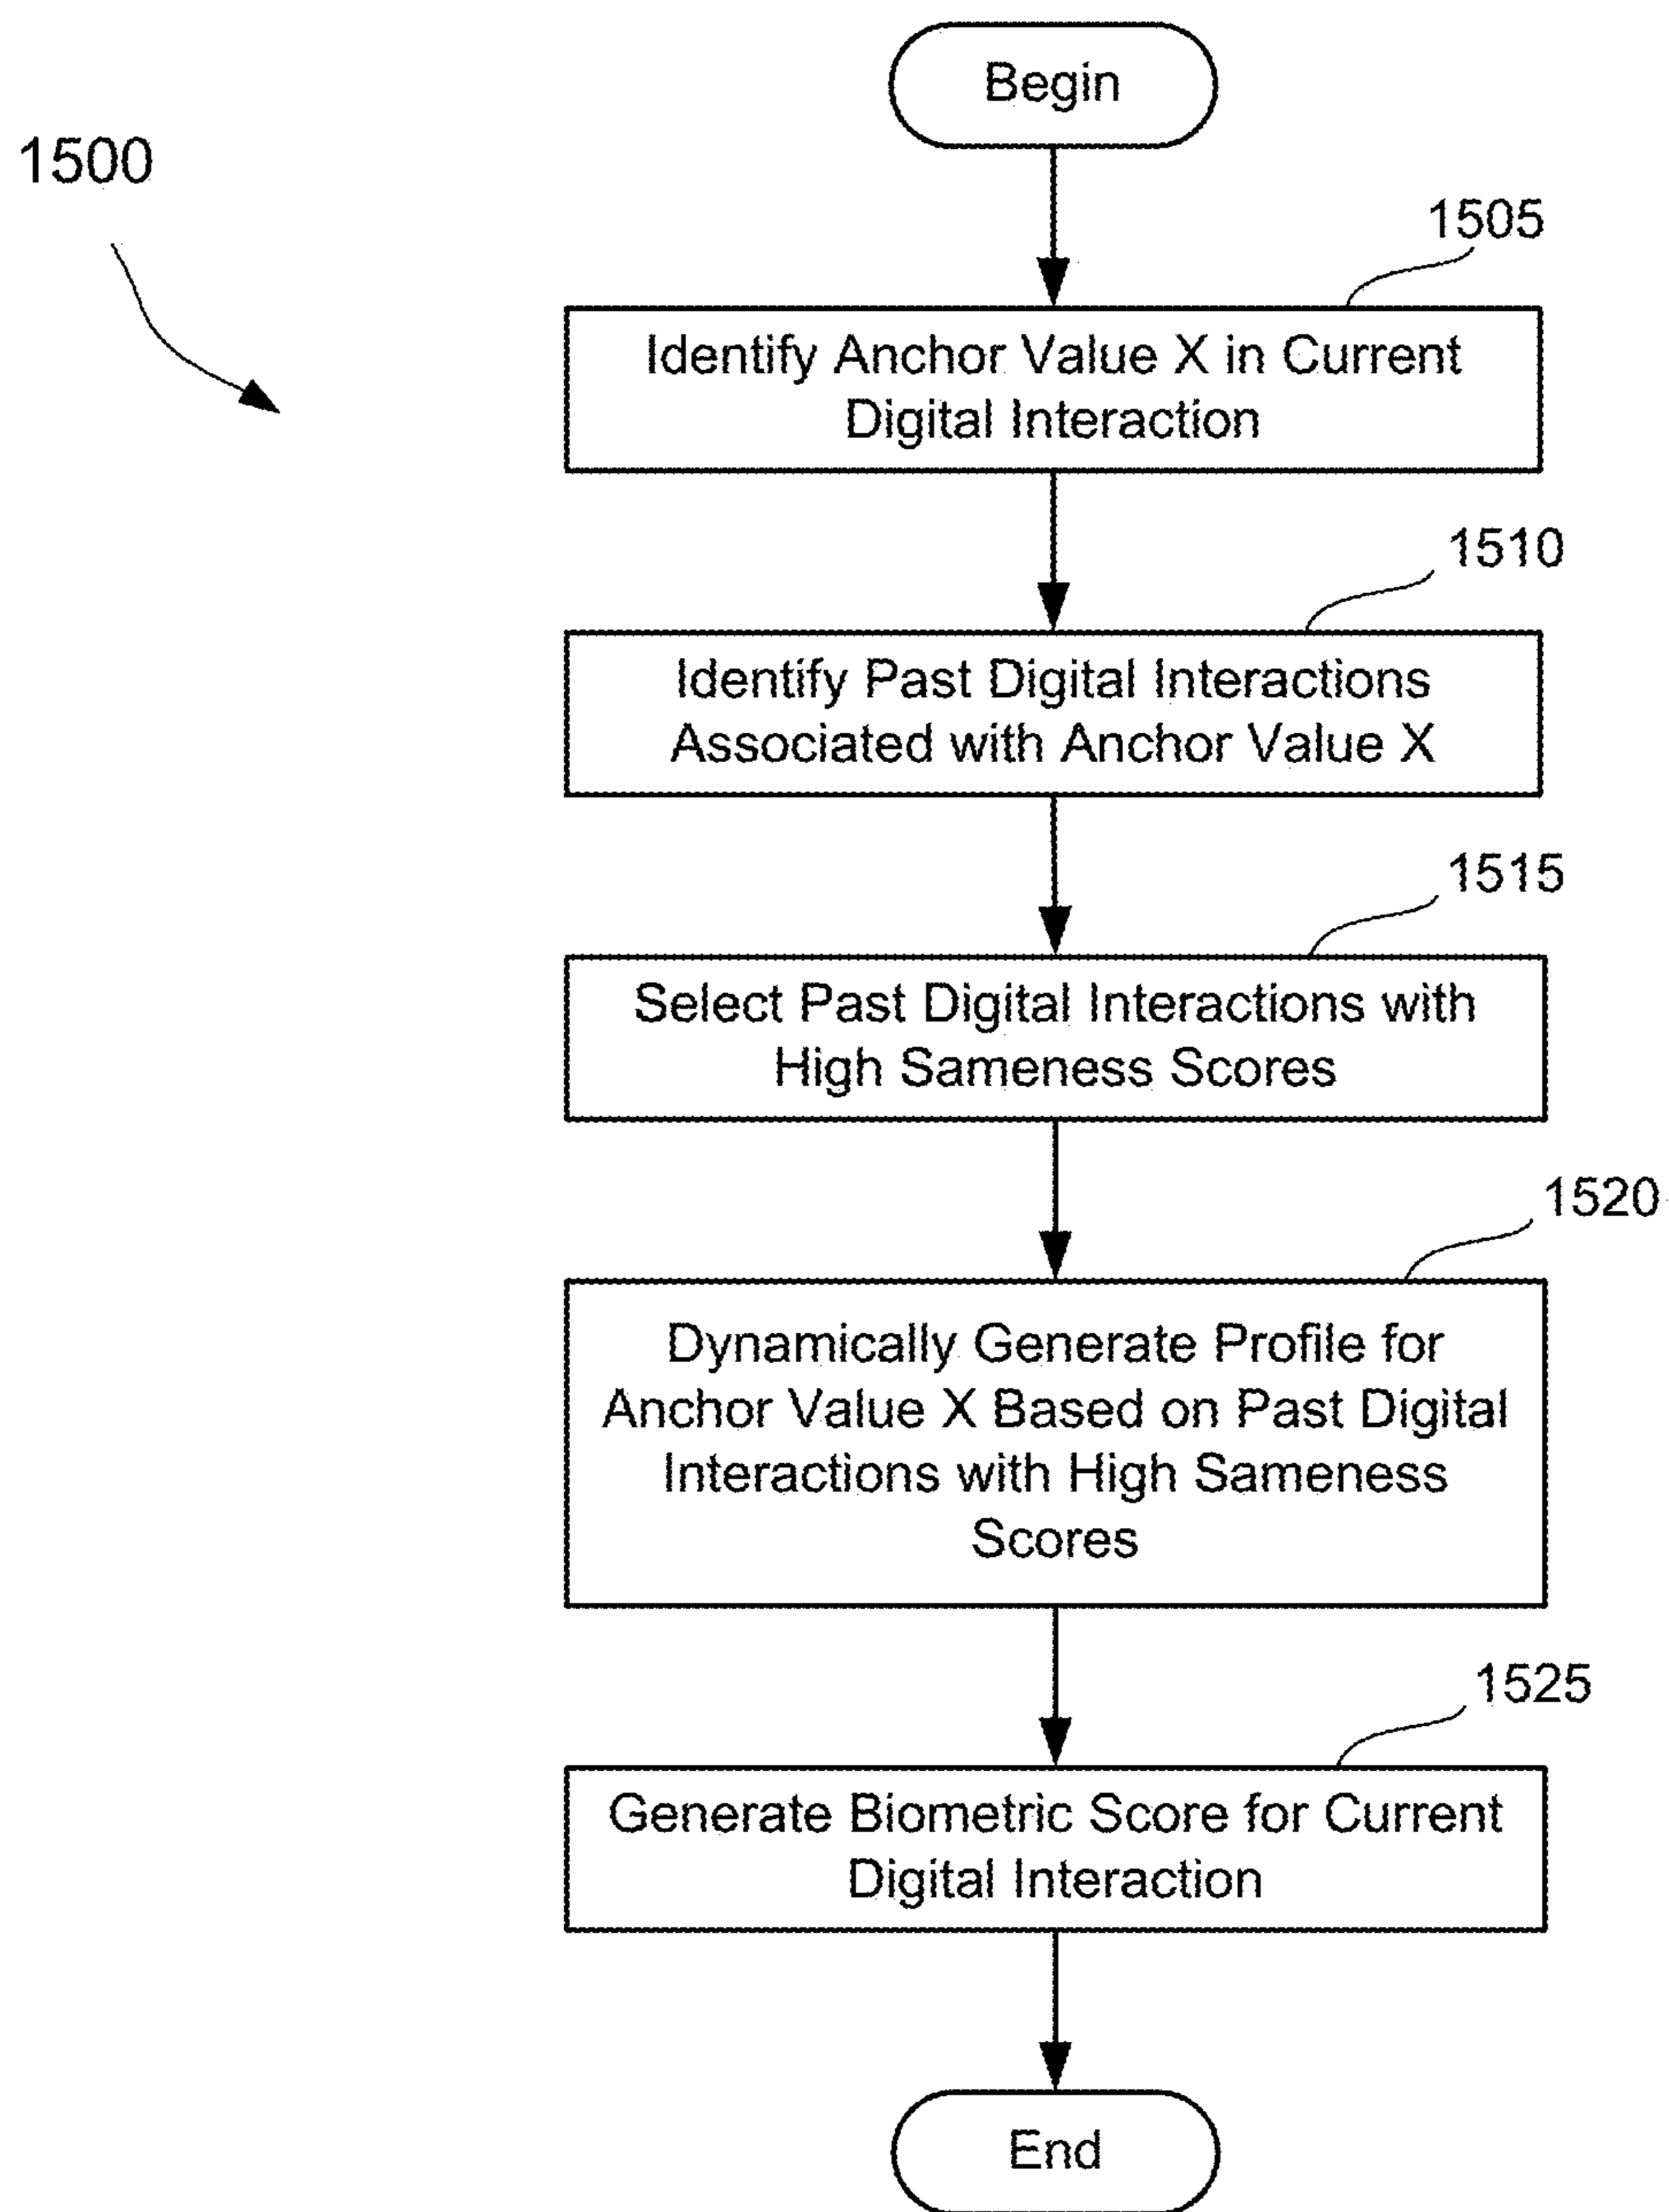 Begin
1500
1505
Identify Anchor Value X in Current
Digital Interaction
1510
Identify Past Digital Interactions
Associated with Anchor Value X
1515
Select Past Digital Interactions with
High Sameness Scores
1520
Dynamically Generate Profile for
Anchor Value X Based on Past Digital
Interactions with High Sameness
Scores
1525
Generate Biometric Score for Current
Digital Interaction
End